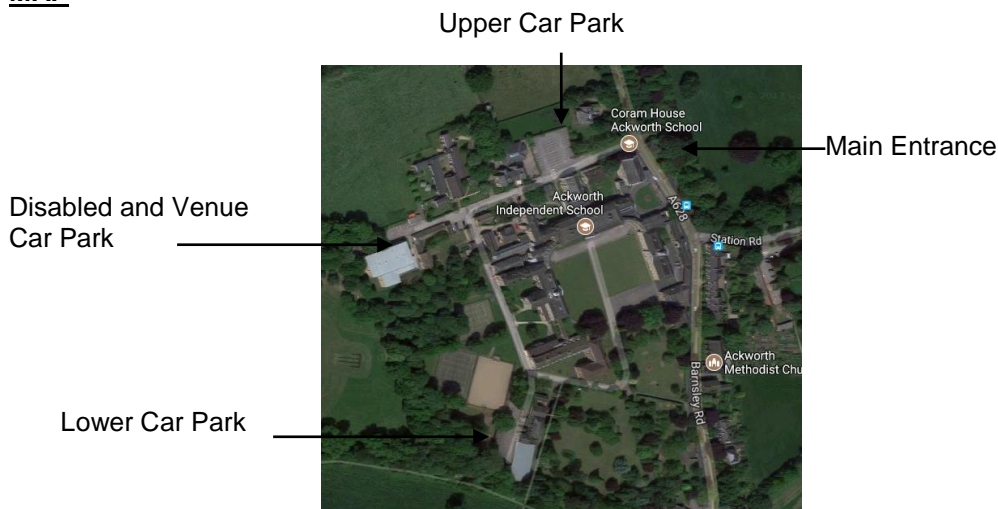 MAP
Upper Car Park
Coram House
Ackworth School
Main Entrance
Ackworth
Independent School
Disabled and Venue
Car Park
A628
Station Rd
Ackworth
Methodist Chu
Barnsley Rd
Lower Car Park